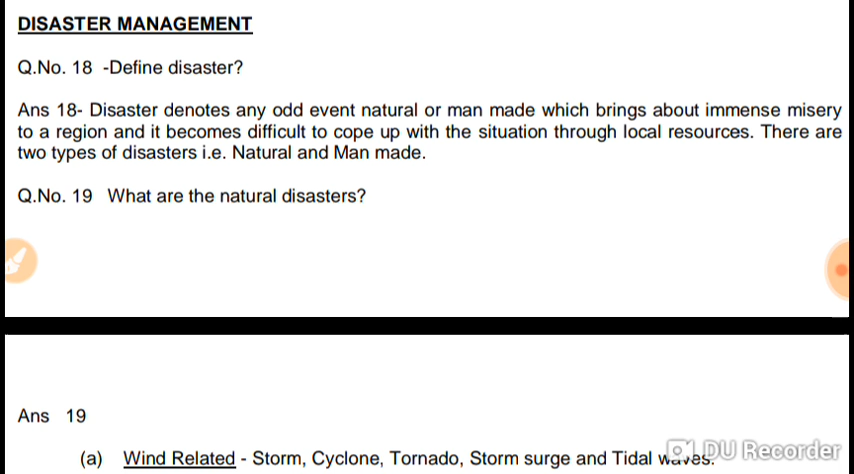 DISASTER MANAGEMENT
Q.No. 18 -Define disaster?
Ans 18- Disaster denotes any odd event natural or man made which brings about immense misery
to a region and it becomes difficult to cope up with the situation through local resources. There are
two types of disasters i.e. Natural and Man made.
Q.No. 19 What are the natural disasters?
Ans 19
(a) Wind Related - Storm, Cyclone, Tornado, Storm surge and Tidal waves.
DU Recorder